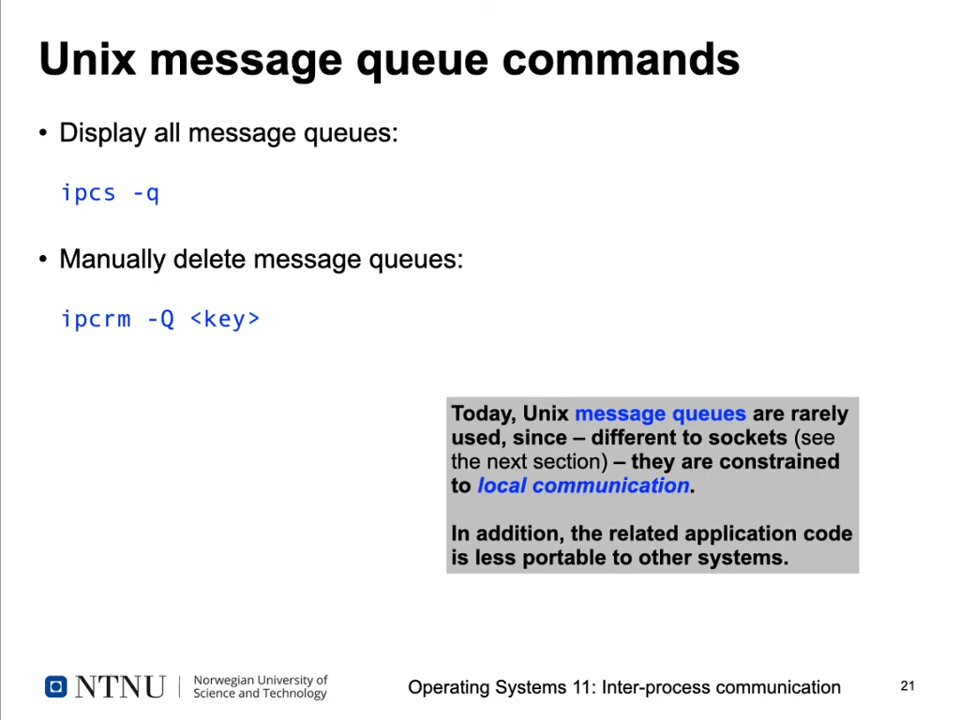 Unix message queue commands
• Display all message queues:
ipcs -q
• Manually delete message queues:
ipcrm -Q <key>
Today, Unix message queues are rarely
used, since – different to sockets (see
the next section) – they are constrained
to local communication.
In addition, the related application code
is less portable to other systems.
NTNU
Norwegian University of
Science and Technology
Operating Systems 11: Inter-process communication
21